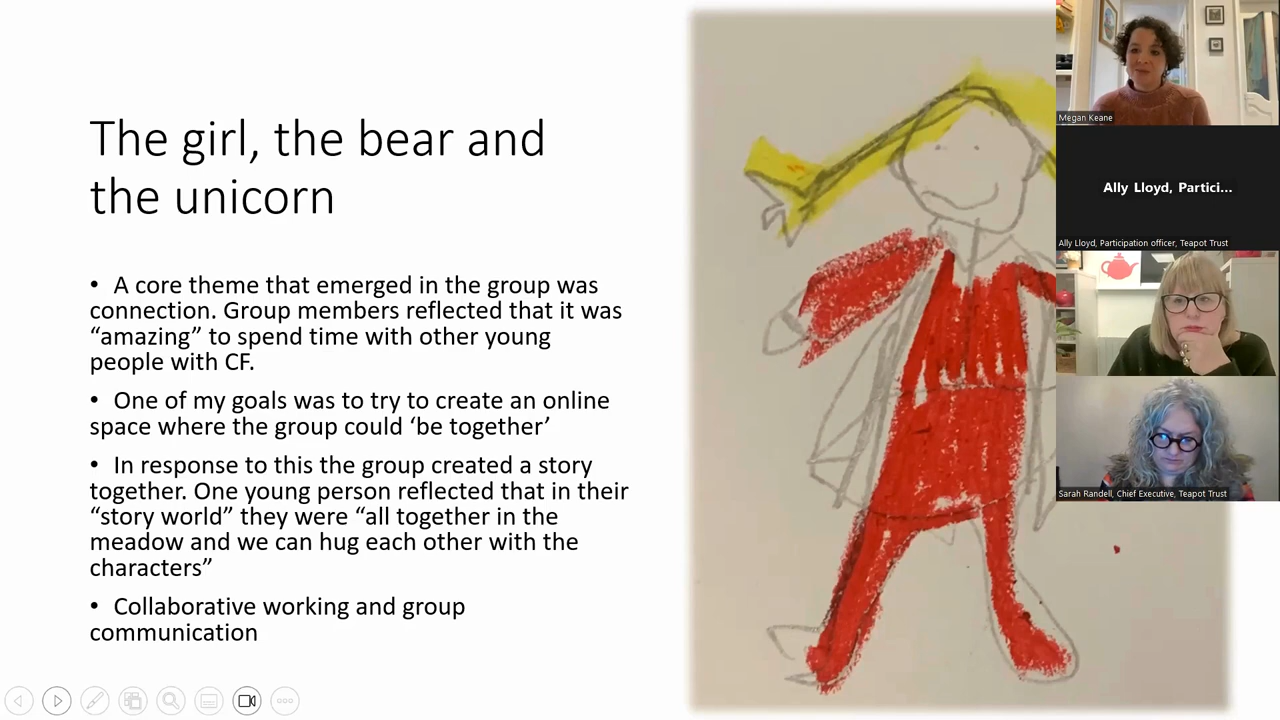 The girl, the bear and
the unicorn
• A core theme that emerged in the group was
connection. Group members reflected that it was
“amazing” to spend time with other young
people with CF.
• One of my goals was to try to create an online
space where the group could ‘be together’
• In response to this the group created a story
together. One young person reflected that in their
“story world” they were “all together in the
meadow and we can hug each other with the
characters”
• Collaborative working and group
communication
Megan Keane
Ally Lloyd, Partici...
Ally Lloyd, Participation officer, Teapot Trust
Sarah Randell, Chief Executive, Teapot Trust